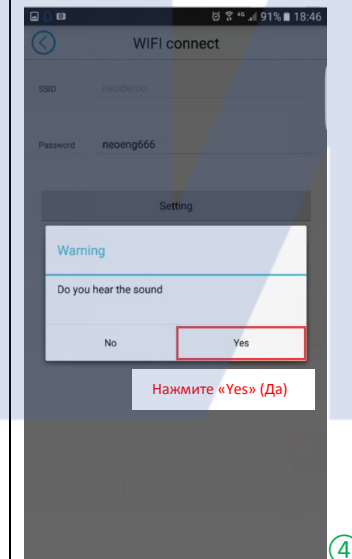 91% 18:46
WIFI connect
SSID
Password neoeng666
Setting
Warning
Do you hear the sound
No Yes
Нажмите «Yes» (Да)
4